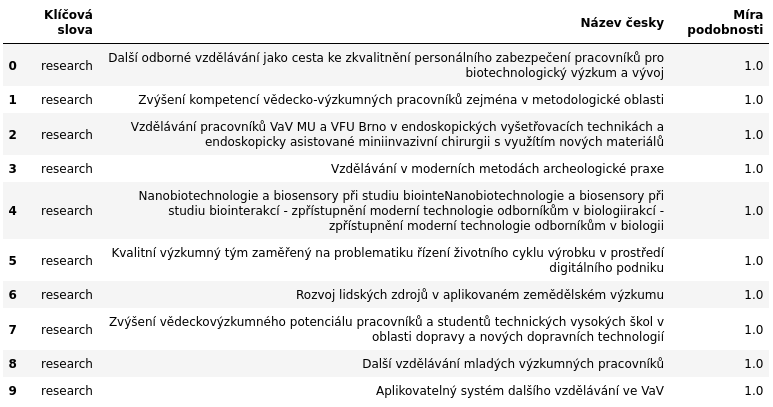 Klíčová slova Název česky Míra podobnosti
0 research Další odborné vzdělávání jako cesta ke zkvalitnění personálního zabezpečení pracovníků pro
biotechnologický výzkum a vývoj 1.0
1 research Zvýšení kompetencí vědecko-výzkumných pracovníků zejména v metodologické oblasti 1.0
2 research Vzdělávání pracovníků VaV MU a VFU Brno v endoskopických vyšetřovacích technikách a
endoskopicky asistované miniinvazivní chirurgii s využítím nových materiálů 1.0
3 research Vzdělávání v moderních metodách archeologické praxe 1.0
4 research Nanobiotechnologie a biosensory při studiu biointeNanobiotechnologie a biosensory při
studiu biointerakcí - zpřístupnění moderní technologie odborníkům v biologiirakcí -
zpřístupnění moderní technologie odborníkům v biologii 1.0
5 research Kvalitní výzkumný tým zaměřený na problematiku řízení životního cyklu výrobku v prostředí
digitálního podniku 1.0
6 research Rozvoj lidských zdrojů v aplikovaném zemědělském výzkumu 1.0
7 research Zvýšení vědeckovýzkumného potenciálu pracovníků a studentů technických vysokých škol v
oblasti dopravy a nových dopravních technologií 1.0
8 research Další vzdělávání mladých výzkumných pracovníků 1.0
9 research Aplikovatelný systém dalšího vzdělávání ve VaV 1.0